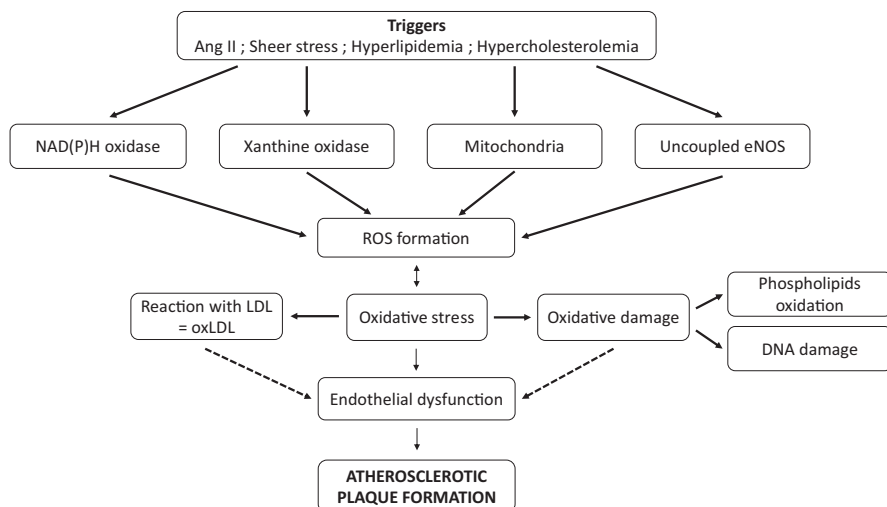 Triggers
Ang II ; Sheer stress ; Hyperlipidemia ; Hypercholesterolemia
NAD(P)H oxidase
Xanthine oxidase
Mitochondria
Uncoupled eNOS
ROS formation
Reaction with LDL
= oxLDL
Oxidative stress
Oxidative damage
Phospholipids
oxidation
DNA damage
Endothelial dysfunction
ATHEROSCLEROTIC
PLAQUE FORMATION